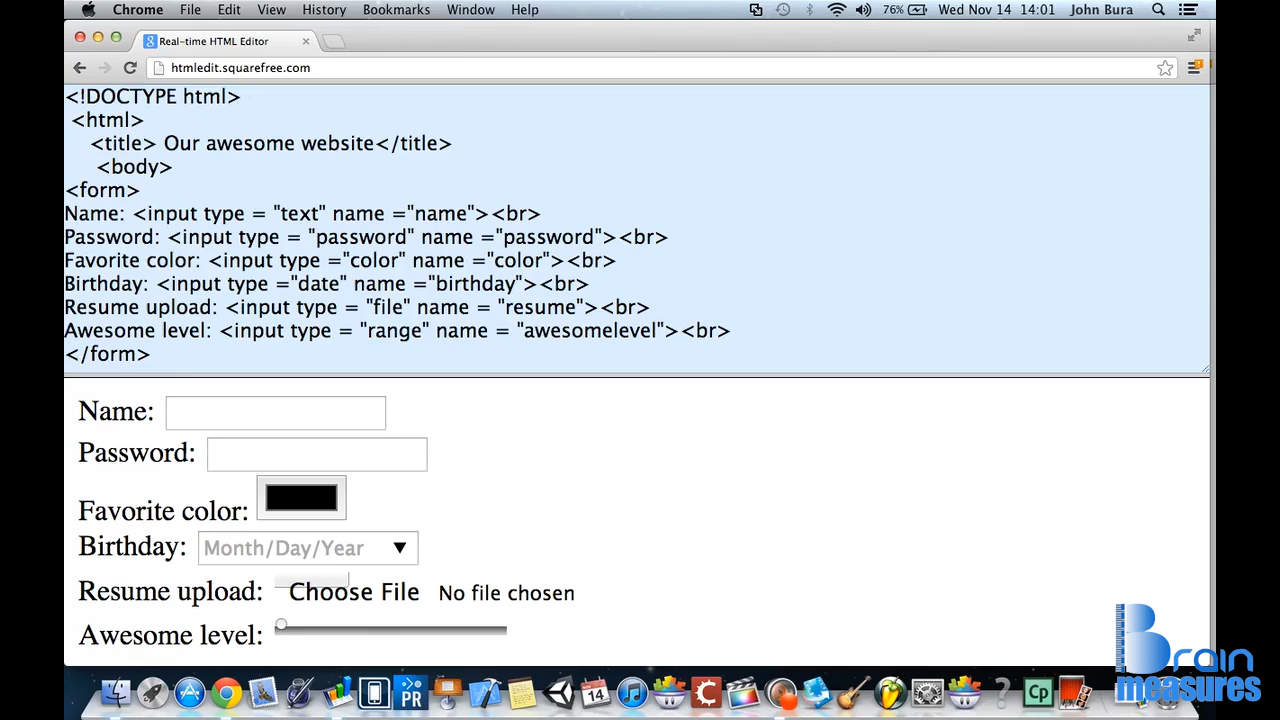 Chrome File Edit View History Bookmarks Window Help 76% Wed Nov 14 14:01 John Bura
Real-time HTML Editor
htmledit.squarefree.com
<!DOCTYPE html>
<html>
<title> Our awesome website</title>
<body>
<form>
Name: <input type = "text" name ="name"><br>
Password: <input type = "password" name ="password"><br>
Favorite color: <input type ="color" name ="color"><br>
Birthday: <input type ="date" name ="birthday"><br>
Resume upload: <input type = "file" name = "resume"><br>
Awesome level: <input type = "range" name = "awesomelevel"><br>
</form>
Name:
Password:
Favorite color:
Birthday: Month/Day/Year
Resume upload: Choose File No file chosen
Awesome level:
Brain
measures
PR 14 Cp